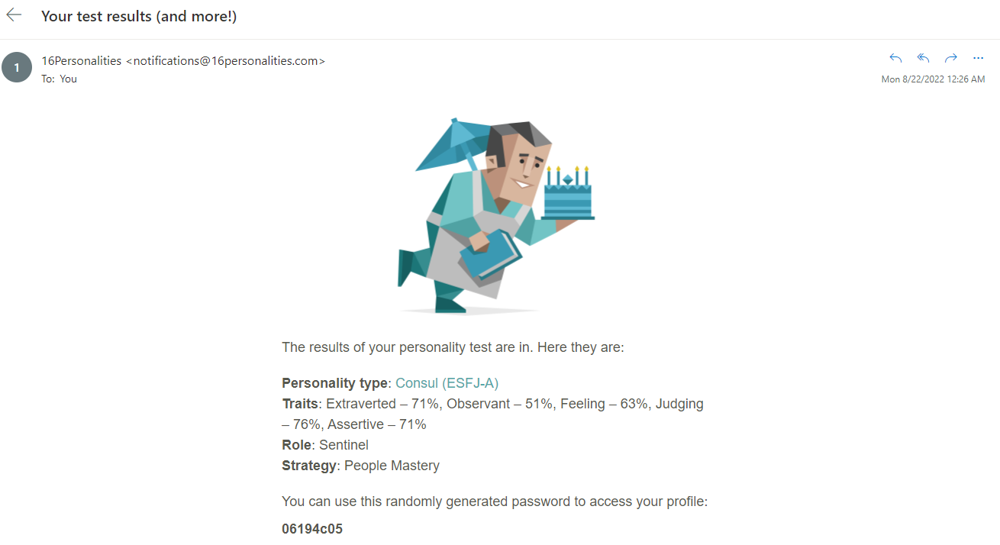 Your test results (and more!)
1
16Personalities <notifications@16personalities.com>
To: You
Mon 8/22/2022 12:26 AM
The results of your personality test are in. Here they are:
Personality type: Consul (ESFJ-A)
Traits: Extraverted – 71%, Observant – 51%, Feeling – 63%, Judging
– 76%, Assertive – 71%
Role: Sentinel
Strategy: People Mastery
You can use this randomly generated password to access your profile:
06194c05